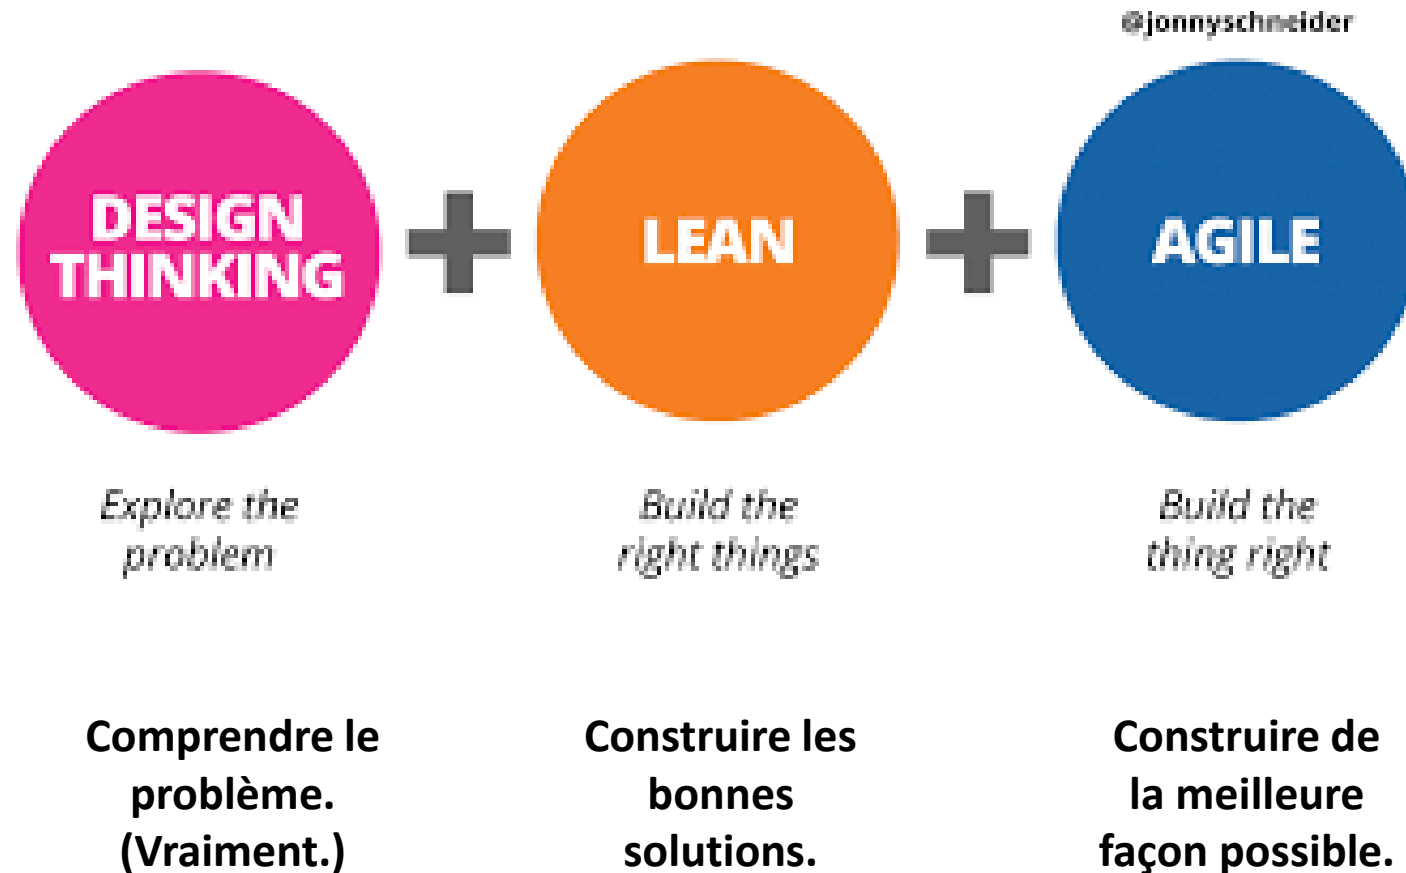 @jonnyschneider
DESIGN
THINKING
LEAN
AGILE
Explore the
problem
Build the
right things
Build the
thing right
Comprendre le
problème.
(Vraiment.)
Construire les
bonnes
solutions.
Construire de
la meilleure
façon possible.